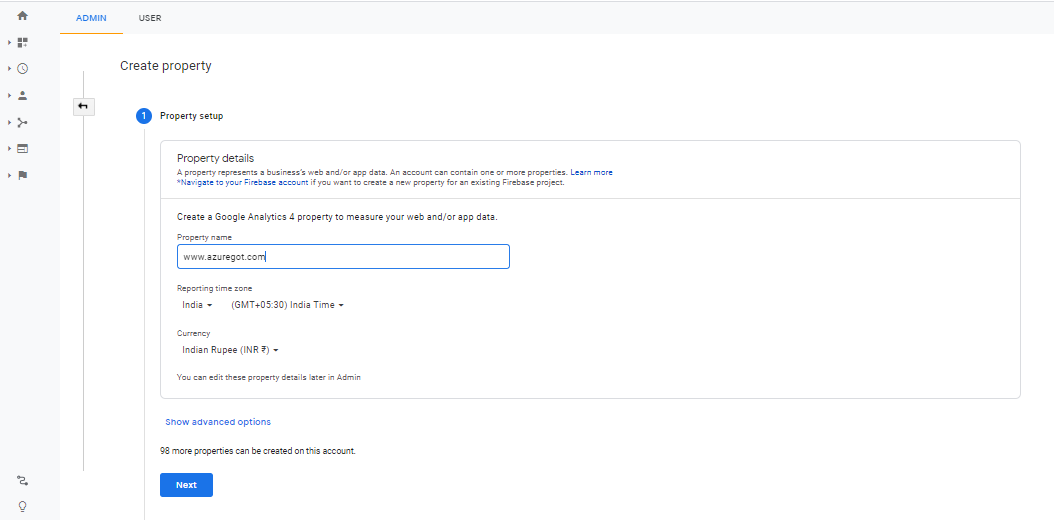 ADMIN USER
Create property
1 Property setup
Property details
A property represents a business's web and/or app data. An account can contain one or more properties. Learn more
*Navigate to your Firebase account if you want to create a new property for an existing Firebase project.
Create a Google Analytics 4 property to measure your web and/or app data.
Property name
www.azuregot.com
Reporting time zone
India (GMT+05:30) India Time
Currency
Indian Rupee (INR ₹)
You can edit these property details later in Admin
Show advanced options
98 more properties can be created on this account.
Next